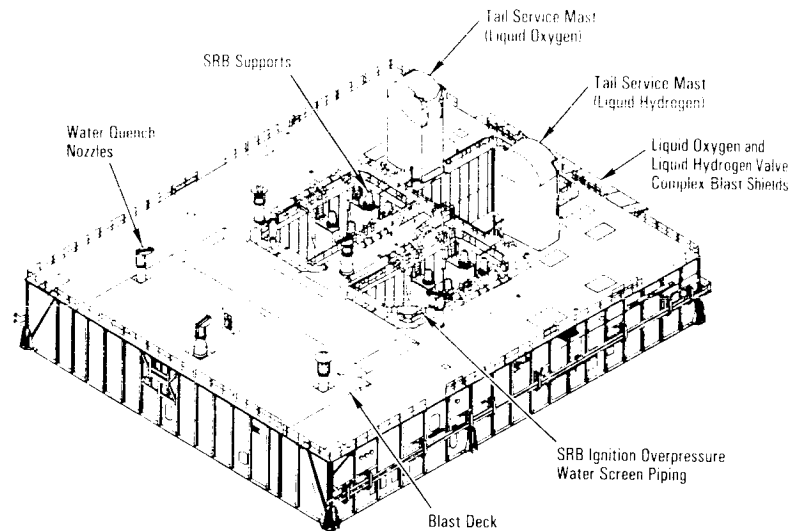 Tail Service Mast
(Liquid Oxygen)
SRB Supports
Tail Service Mast
(Liquid Hydrogen)
Water Quench
Nozzles
Liquid Oxygen and
Liquid Hydrogen Valve
Complex Blast Shields
SRB Ignition Overpressure
Water Screen Piping
Blast Deck